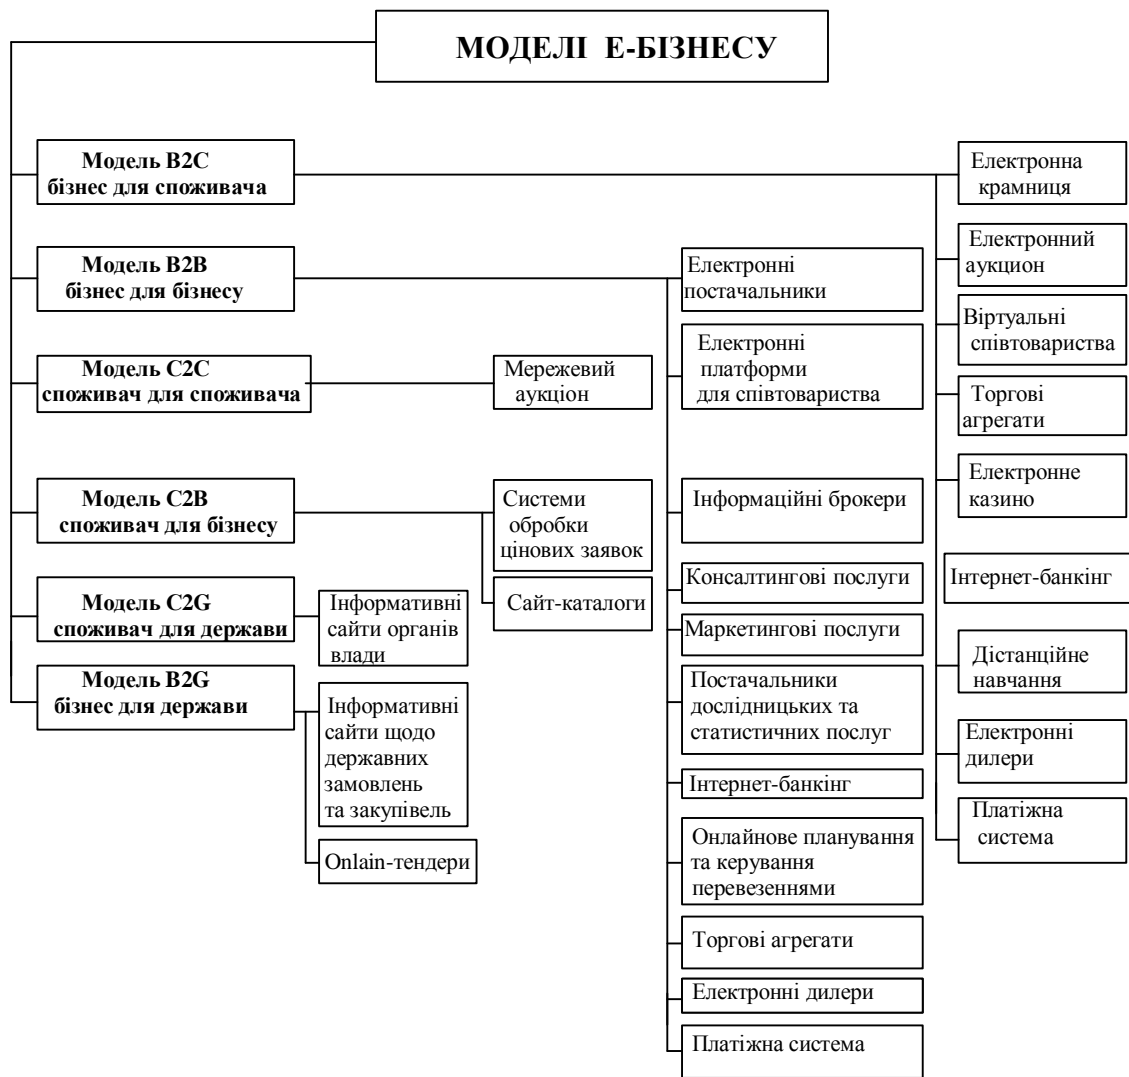 МОДЕЛІ Е-БІЗНЕСУ
Модель B2C
бізнес для споживача
Електронна
крамниця
Електронний
аукцион
Віртуальні
співтовариства
Торгові
агрегати
Електронне
казино
Інтернет-банкінг
Дістанційне
навчання
Електронні
дилери
Платіжна
система
Модель B2B
бізнес для бізнесу
Електронні
постачальники
Електронні
платформи
для співтовариства
Інформаційні брокери
Консалтингові послуги
Маркетингові послуги
Постачальники
дослідницьких та
статистичних послуг
Інтернет-банкінг
Онлайнове планування
та керування
перевезеннями
Торгові агрегати
Електронні дилери
Платіжна система
Модель C2C
споживач для споживача
Мережевий
аукціон
Модель C2B
споживач для бізнесу
Системи
обробки
цінових заявок
Сайт-каталоги
Модель C2G
споживач для держави
Інформативні
сайти органів
влади
Модель B2G
бізнес для держави
Інформативні
сайти щодо
державних
замовлень
та закупівель
Onlain-тендери